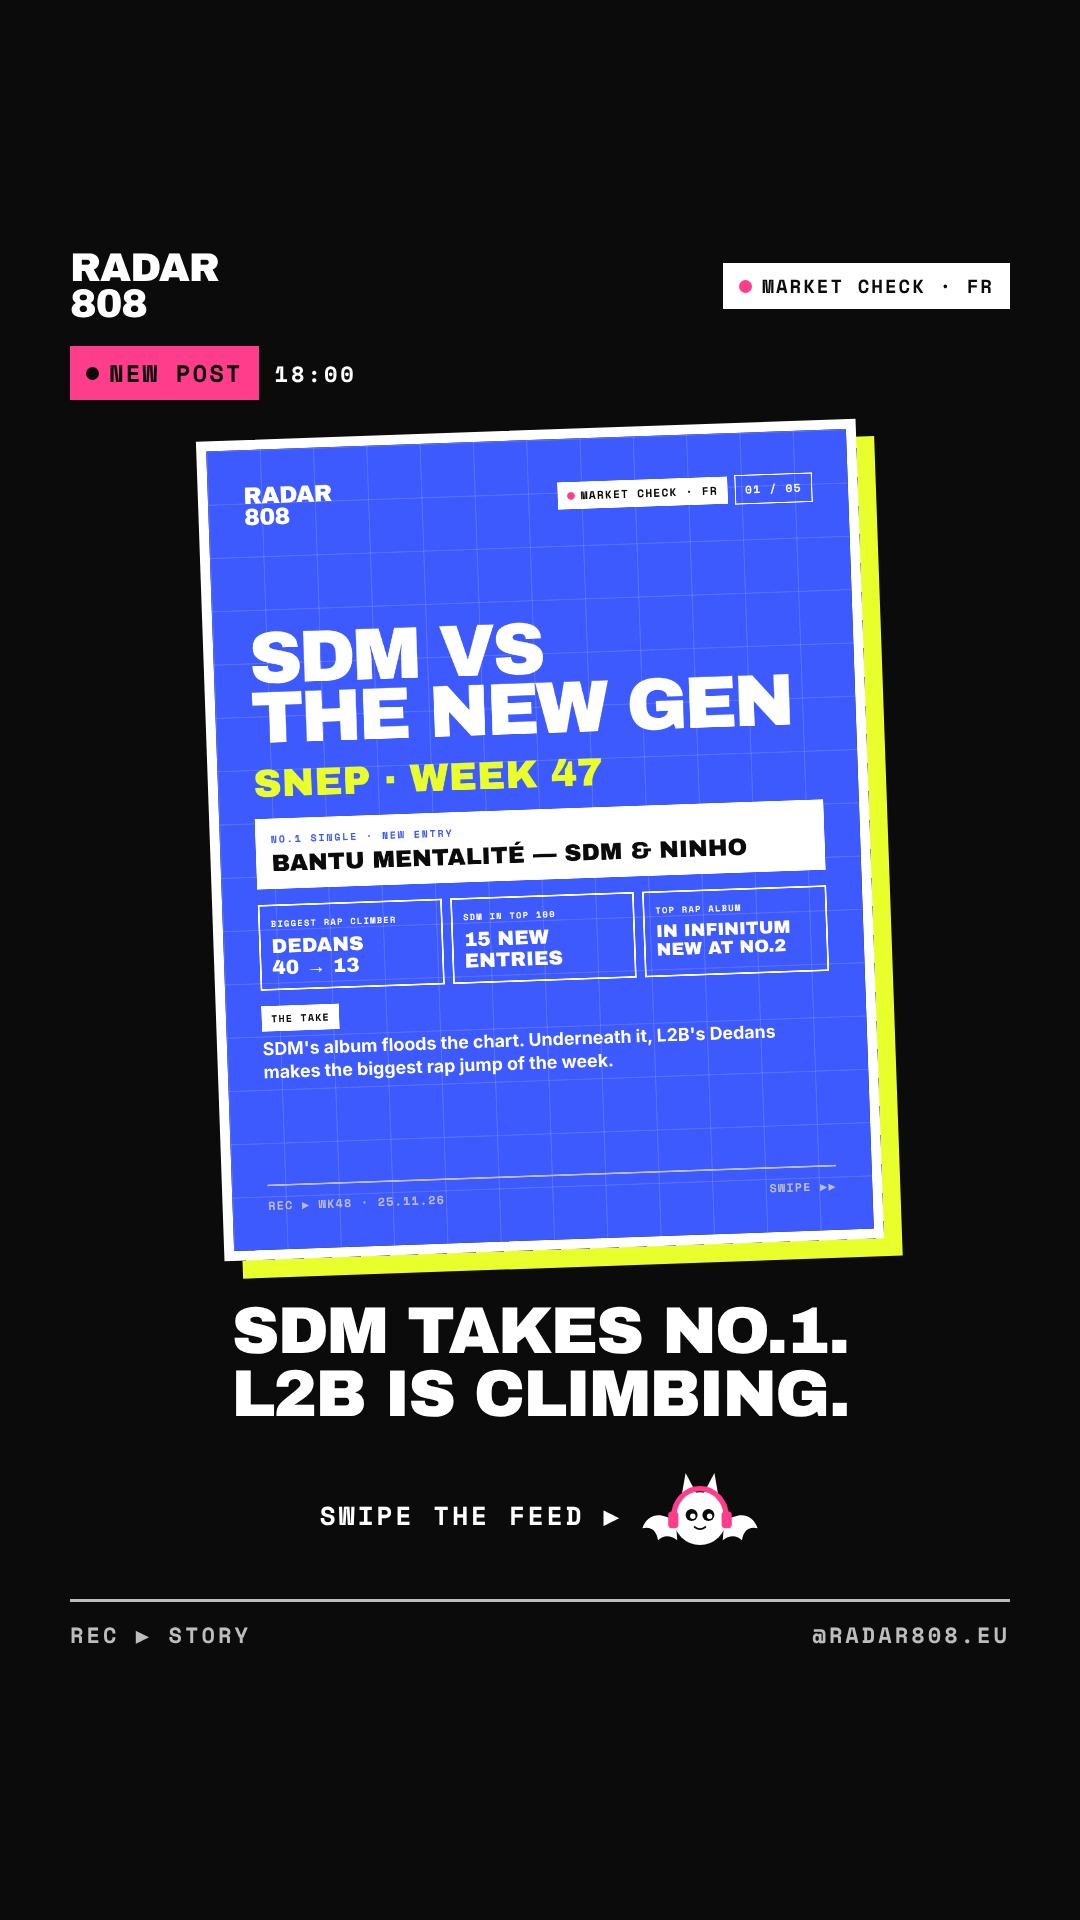 RADAR
808
MARKET CHECK · FR
NEW POST 18:00
RADAR
808
MARKET CHECK · FR
01 / 05
SDM VS
THE NEW GEN
SNEP · WEEK 47
NO.1 SINGLE · NEW ENTRY
BANTU MENTALITÉ — SDM & NINHO
BIGGEST RAP CLIMBER
DEDANS
40 → 13
SDM IN TOP 100
15 NEW
ENTRIES
TOP RAP ALBUM
IN INFINITUM
NEW AT NO.2
THE TAKE
SDM's album floods the chart. Underneath it, L2B's Dedans
makes the biggest rap jump of the week.
REC ▶ WK48 · 25.11.26
SWIPE ▶▶
SDM TAKES NO.1.
L2B IS CLIMBING.
SWIPE THE FEED ▶
REC ▶ STORY
@RADAR808.EU